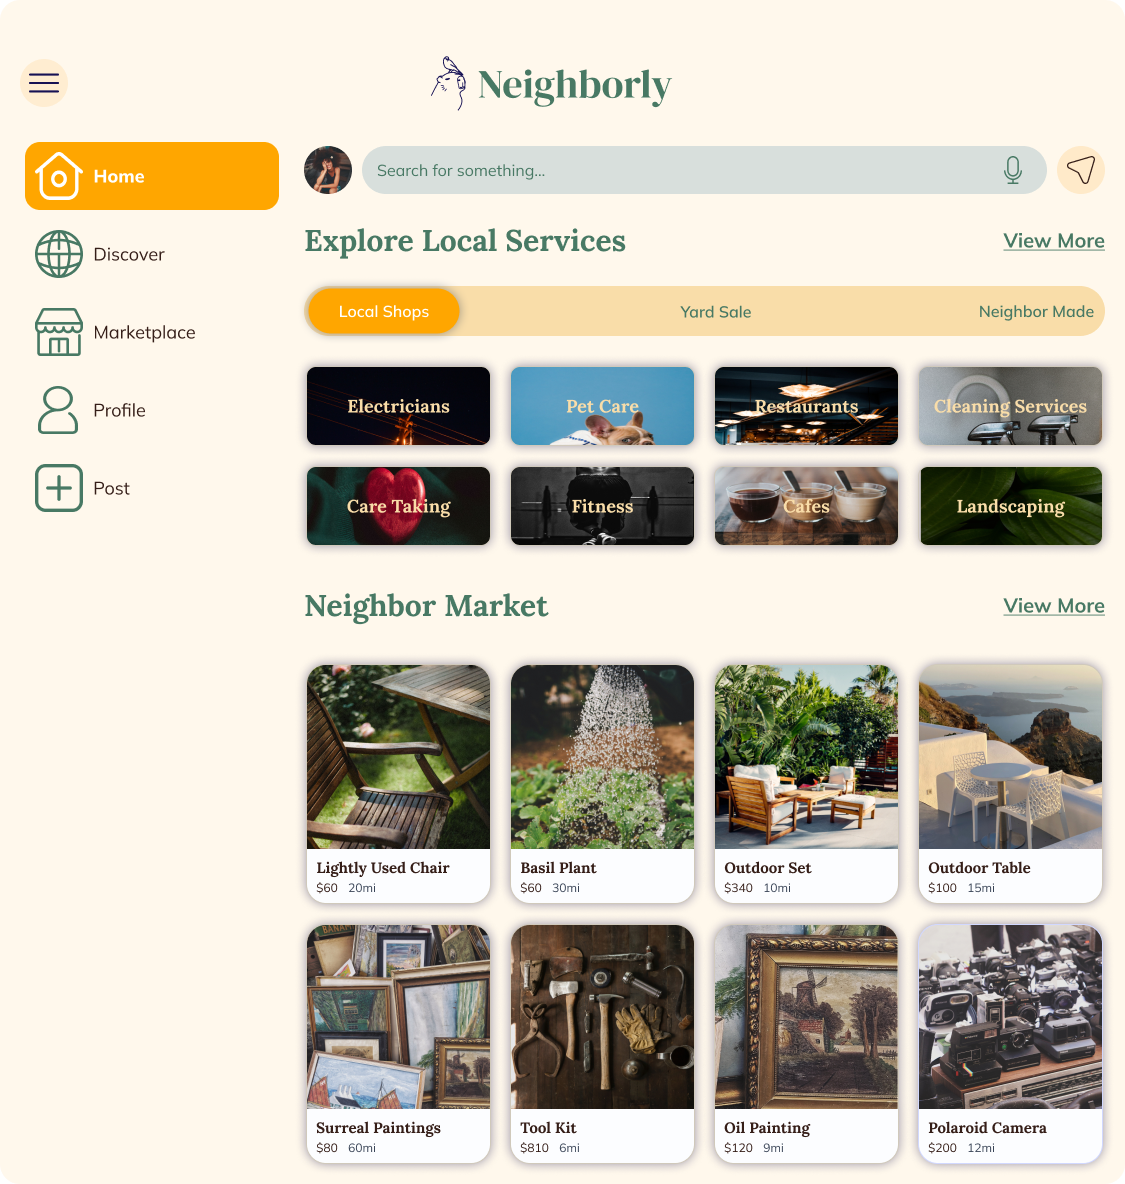 Neighborly
Home
Discover
Marketplace
Profile
Post
Search for something...
Explore Local Services
View More
Local Shops
Yard Sale
Neighbor Made
Electricians
Pet Care
Restaurants
Cleaning Services
Care Taking
Fitness
Cafes
Landscaping
Neighbor Market
View More
Lightly Used Chair
$60 20mi
Basil Plant
$60 30mi
Outdoor Set
$340 10mi
Outdoor Table
$100 15mi
Surreal Paintings
$80 60mi
Tool Kit
$810 6mi
Oil Painting
$120 9mi
Polaroid Camera
$200 12mi